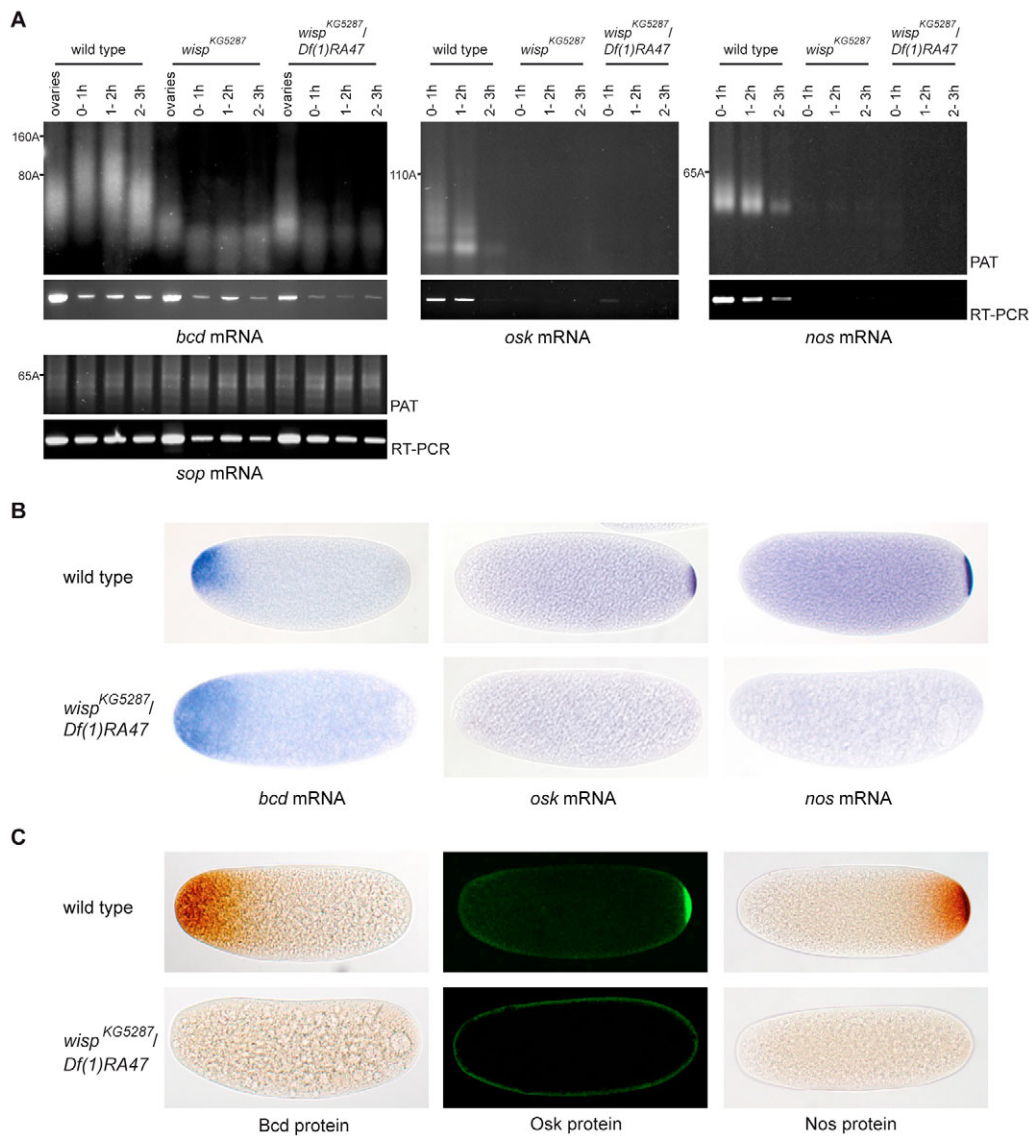 A
wild type
wisp^KG5287
wisp^KG5287/
Df(1)RA47
wild type
wisp^KG5287
wisp^KG5287/
Df(1)RA47
wild type
wisp^KG5287
wisp^KG5287/
Df(1)RA47
ovaries 0- 1h 1- 2h 2- 3h ovaries 0- 1h 1- 2h 2- 3h ovaries 0- 1h 1- 2h 2- 3h
0- 1h 1- 2h 2- 3h 0- 1h 1- 2h 2- 3h 0- 1h 1- 2h 2- 3h
0- 1h 1- 2h 2- 3h 0- 1h 1- 2h 2- 3h 0- 1h 1- 2h 2- 3h
160A
80A
110A
65A
PAT
RT-PCR
bcd mRNA
osk mRNA
nos mRNA
65A
PAT
RT-PCR
sop mRNA
B
wild type
wisp^KG5287/
Df(1)RA47
bcd mRNA
osk mRNA
nos mRNA
C
wild type
wisp^KG5287/
Df(1)RA47
Bcd protein
Osk protein
Nos protein